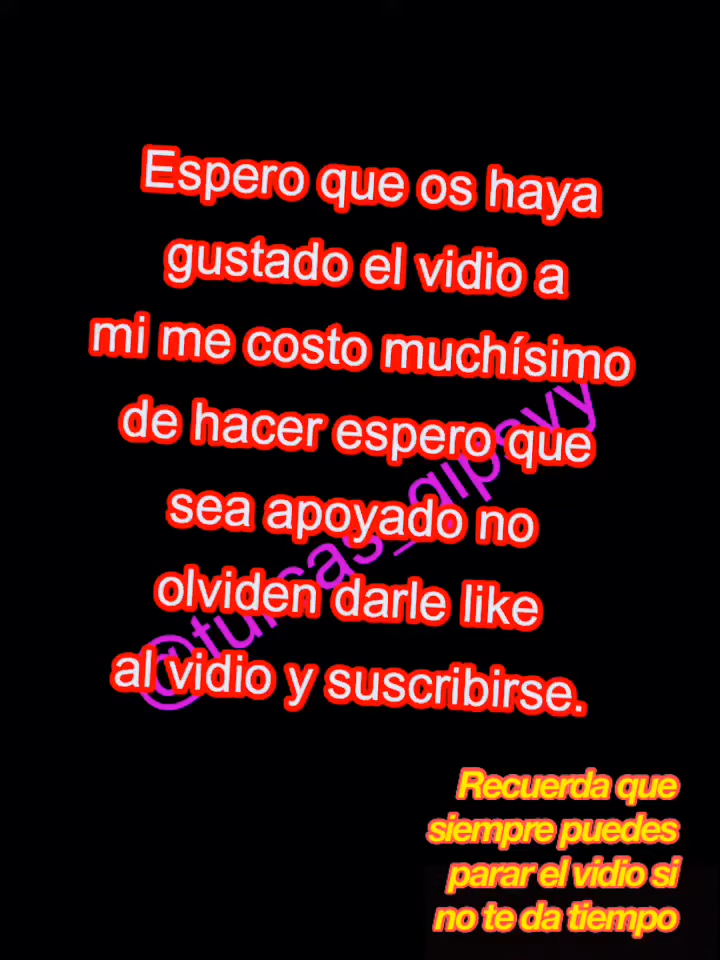 Espero que os haya
gustado el vidio a
mi me costo muchísimo
de hacer espero que
sea apoyado no
olviden darle like
al vidio y suscribirse.
Recuerda que
siempre puedes
parar el vidio si
no te da tiempo